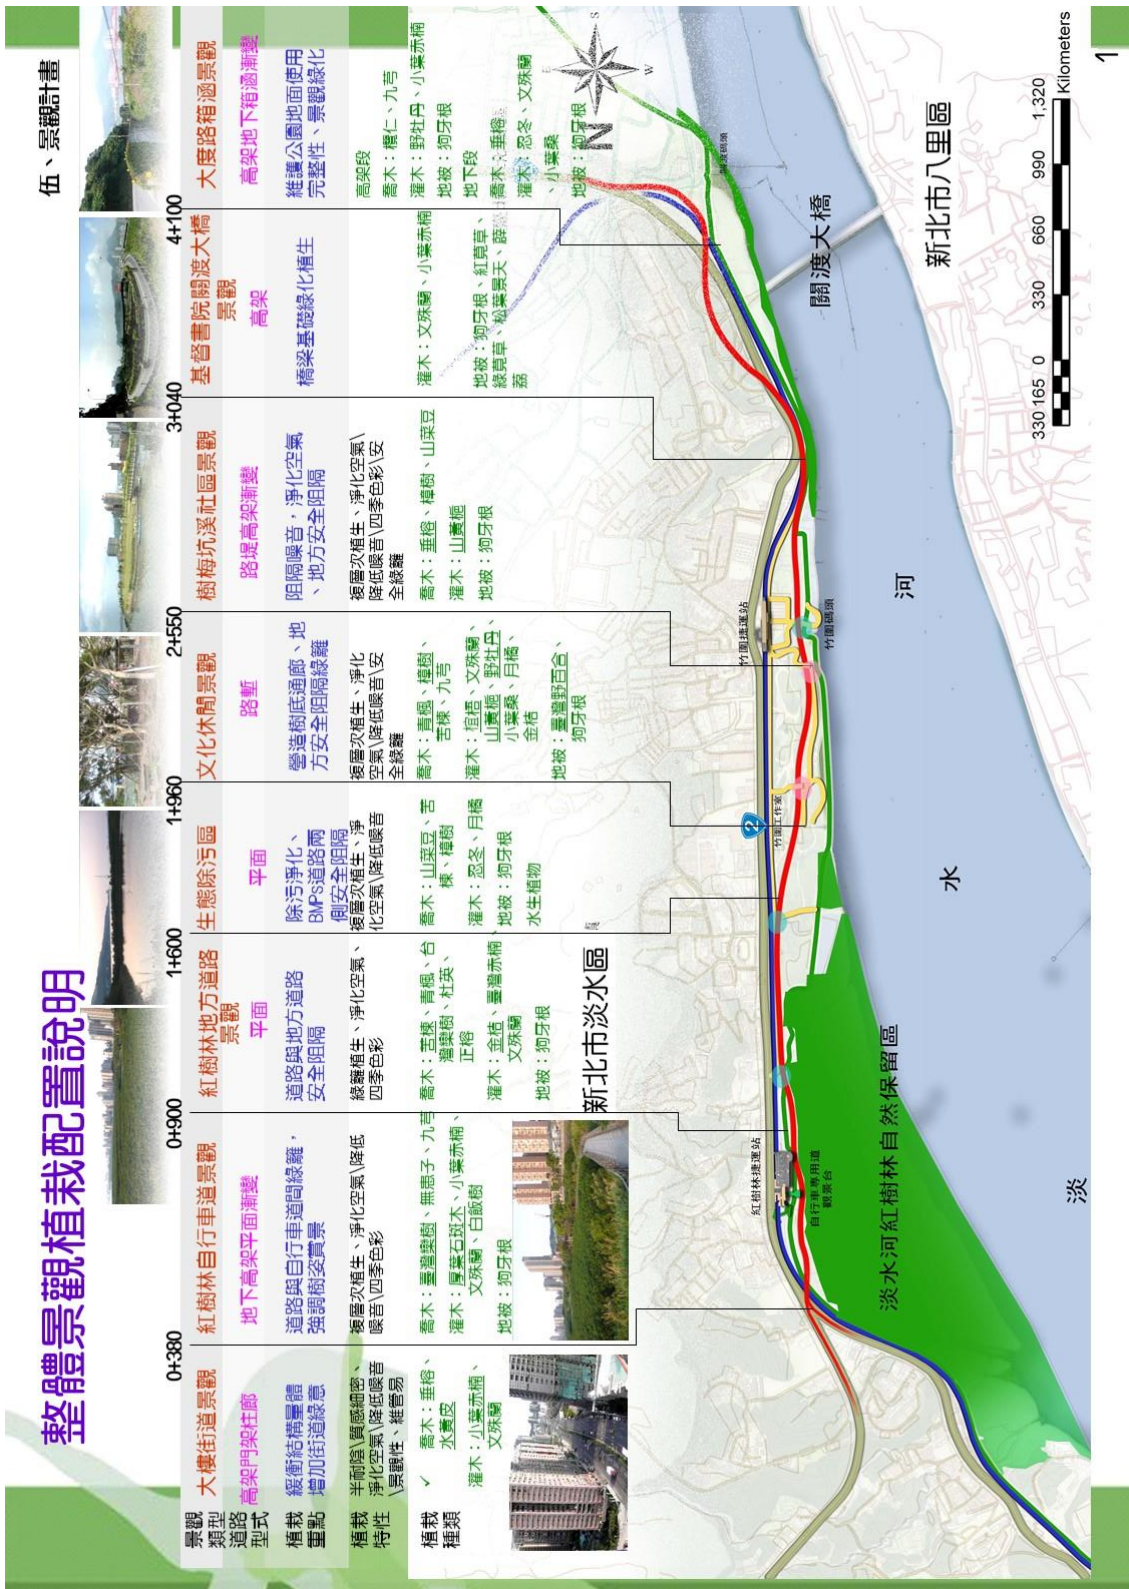 伍、景觀計畫
整體景觀植栽配置說明
0+380
0+900
1+600
1+960
2+550
3+040
4+100
景觀
類型
大樓街道景觀
紅樹林自行車道景觀
紅樹林地方道路
景觀
生態除污區
文化休閒景觀
樹梅坑溪社區景觀
基督書院關渡大橋
景觀
大度路箱涵景觀
道路
型式
高架門架柱廊
地下高架平面漸變
平面
平面
路塹
路堤高架漸變
高架
高架地下箱涵漸變
植栽
重點
緩衝結構量體
增加街道綠意
道路與自行車道間綠籬，
強調樹姿賞景
道路與地方道路
安全阻隔
除污淨化、
BMPs道路兩
側安全阻隔
營造樹底通廊、地
方安全阻隔綠籬
阻隔噪音，淨化空氣
、地方安全阻隔
橋梁基礎綠化植生
維護公園地面使用
完整性、景觀綠化
植栽
特性
半耐陰\質感細密、
淨化空氣\降低噪音
\景觀性、維管易
複層次植生、淨化空氣\降低
噪音\四季色彩
綠籬植生、淨化空氣、
四季色彩
複層次植生、淨
化空氣\降低噪音
複層次植生、淨化
空氣\降低噪音\安
全綠籬
複層次植生、淨化空氣\
降低噪音\四季色彩\安
全綠籬
植栽
種類
✓ 喬木：垂榕、
水黃皮
灌木：小葉赤楠、
文殊蘭
喬木：臺灣欒樹、無患子、九芎
灌木：厚葉石斑木、小葉赤楠、
文殊蘭、白飯樹
地被：狗牙根
喬木：苦楝、青楓、台
灣欒樹、杜英、
正榕
灌木：金桔、臺灣赤楠、
文殊蘭
地被：狗牙根
喬木：山菜豆、苦
楝、樟樹
灌木：忍冬、月橘
地被：狗牙根
水生植物
喬木：青楓、樟樹、
苦楝、九芎
灌木：桓梧、文殊蘭、
山黃梔、野牡丹、
小葉桑、月橘、
金桔
地被：臺灣野百合、
狗牙根
喬木：垂榕、樟樹、山菜豆
灌木：山黃梔
地被：狗牙根
灌木：文殊蘭、小葉赤楠
地被：狗牙根、紅莧草、
綠莧草、松葉景天、薜
荔
高架段
喬木：欖仁、九芎
灌木：野牡丹、小葉赤楠
地被：狗牙根
地下段
喬木：垂榕
灌木：忍冬、文殊蘭
、小葉桑
地被：狗牙根
N
S
E
W
新北市淡水區
紅樹林捷運站
自行車專用道
觀景台
2
竹圍工作室
竹圍捷運站
竹圍碼頭
關渡碼頭
關渡大橋
新北市八里區
淡水河紅樹林自然保留區
淡
水
河
330 165 0 330 660 990 1,320
Kilometers
1